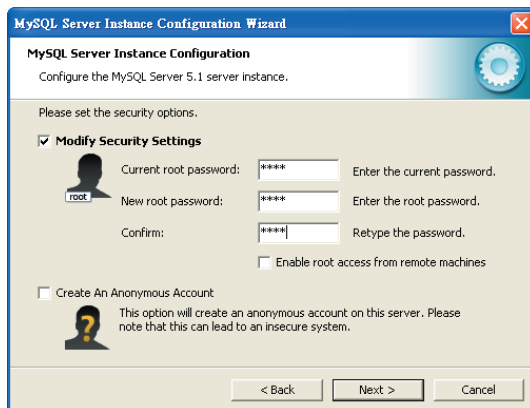 MySQL Server Instance Configuration Wizard
MySQL Server Instance Configuration
Configure the MySQL Server 5.1 server instance.
Please set the security options.
Modify Security Settings
root
Current root password: **** Enter the current password.
New root password: **** Enter the root password.
Confirm: **** Retype the password.
Enable root access from remote machines
Create An Anonymous Account
?
This option will create an anonymous account on this server. Please
note that this can lead to an insecure system.
< Back Next > Cancel